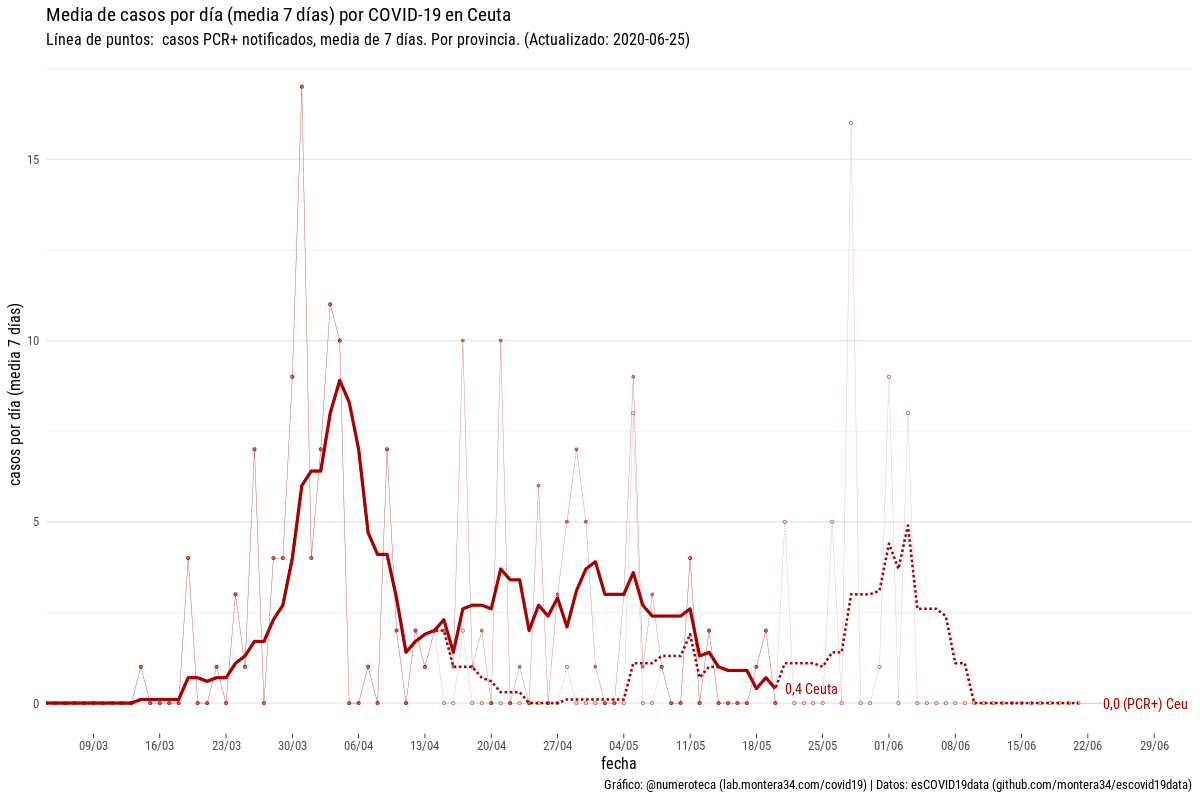 Media de casos por día (media 7 días) por COVID-19 en Ceuta
Línea de puntos:  casos PCR+ notificados, media de 7 días. Por provincia. (Actualizado: 2020-06-25)
casos por día (media 7 días)
15
10
5
0
0,4 Ceuta
0,0 (PCR+) Ceu
09/03 16/03 23/03 30/03 06/04 13/04 20/04 27/04 04/05 11/05 18/05 25/05 01/06 08/06 15/06 22/06 29/06
fecha
Gráfico: @numeroteca (lab.montera34.com/covid19) | Datos: esCOVID19data (github.com/montera34/escovid19data)